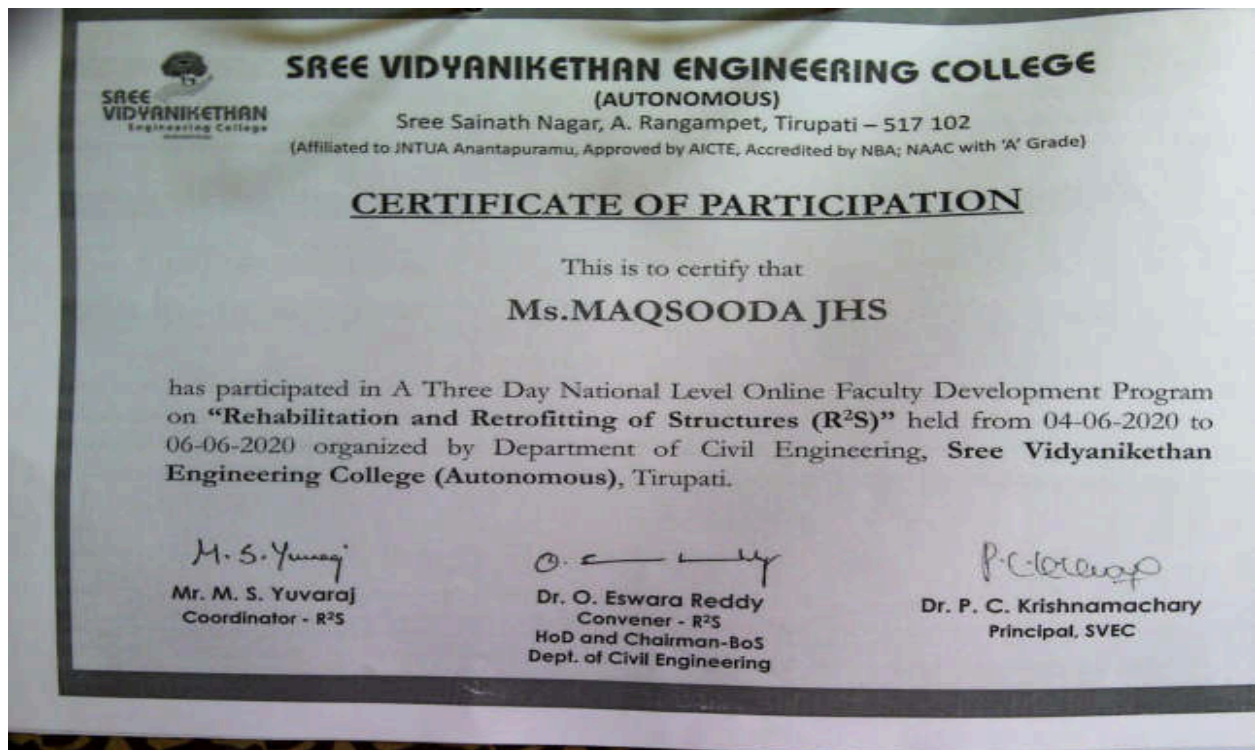 SREE
VIDYANIKETHAN
Engineering College
SREE VIDYANIKETHAN ENGINEERING COLLEGE
(AUTONOMOUS)
Sree Sainath Nagar, A. Rangampet, Tirupati – 517 102
(Affiliated to JNTUA Anantapuramu, Approved by AICTE, Accredited by NBA; NAAC with 'A' Grade)
CERTIFICATE OF PARTICIPATION
This is to certify that
Ms.MAQSOODA JHS
has participated in A Three Day National Level Online Faculty Development Program
on “Rehabilitation and Retrofitting of Structures (R²S)” held from 04-06-2020 to
06-06-2020 organized by Department of Civil Engineering, Sree Vidyanikethan
Engineering College (Autonomous), Tirupati.
M. S. Yuvaraj
Mr. M. S. Yuvaraj
Coordinator - R²S
Dr. O. Eswara Reddy
Convener - R²S
HoD and Chairman-BoS
Dept. of Civil Engineering
Dr. P. C. Krishnamachary
Principal, SVEC